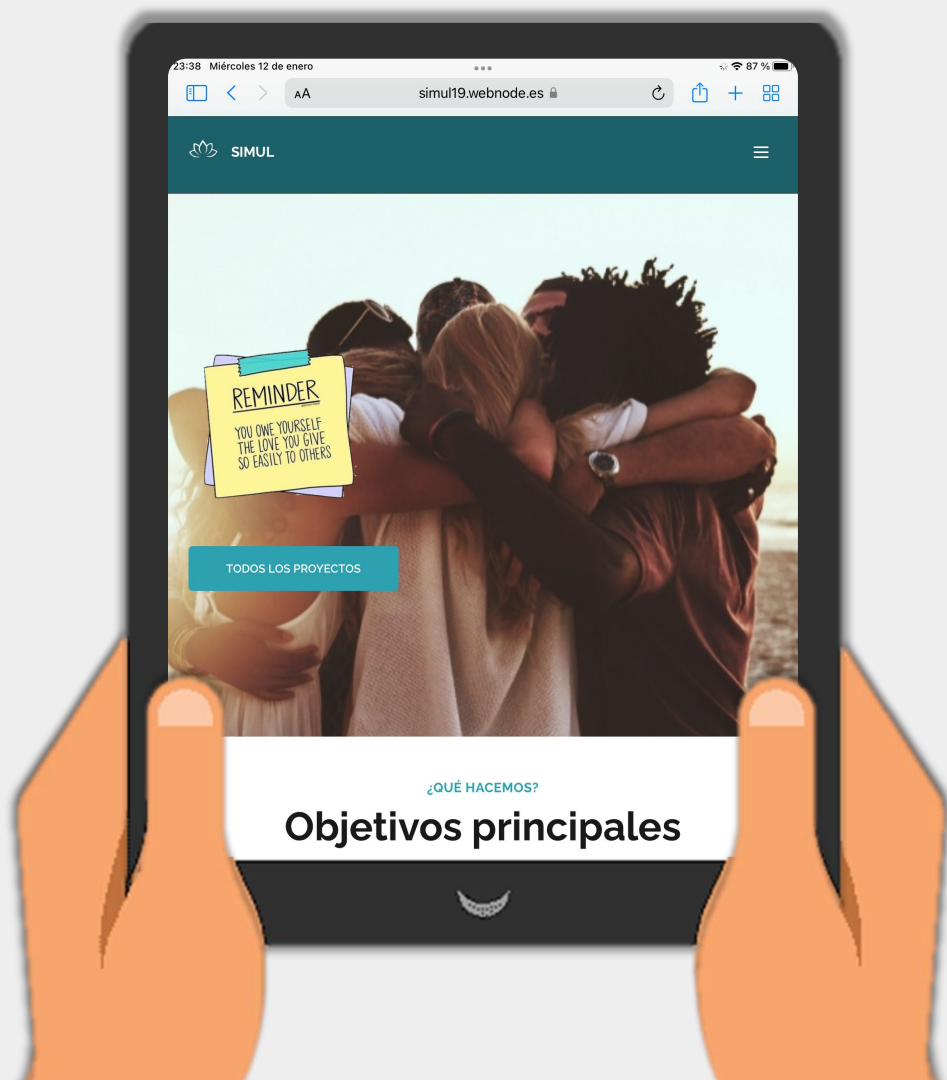 23:38 Miércoles 12 de enero
87 %
AA
simul19.webnode.es
SIMUL
REMINDER
YOU OWE YOURSELF
THE LOVE YOU GIVE
SO EASILY TO OTHERS
TODOS LOS PROYECTOS
¿QUÉ HACEMOS?
Objetivos principales